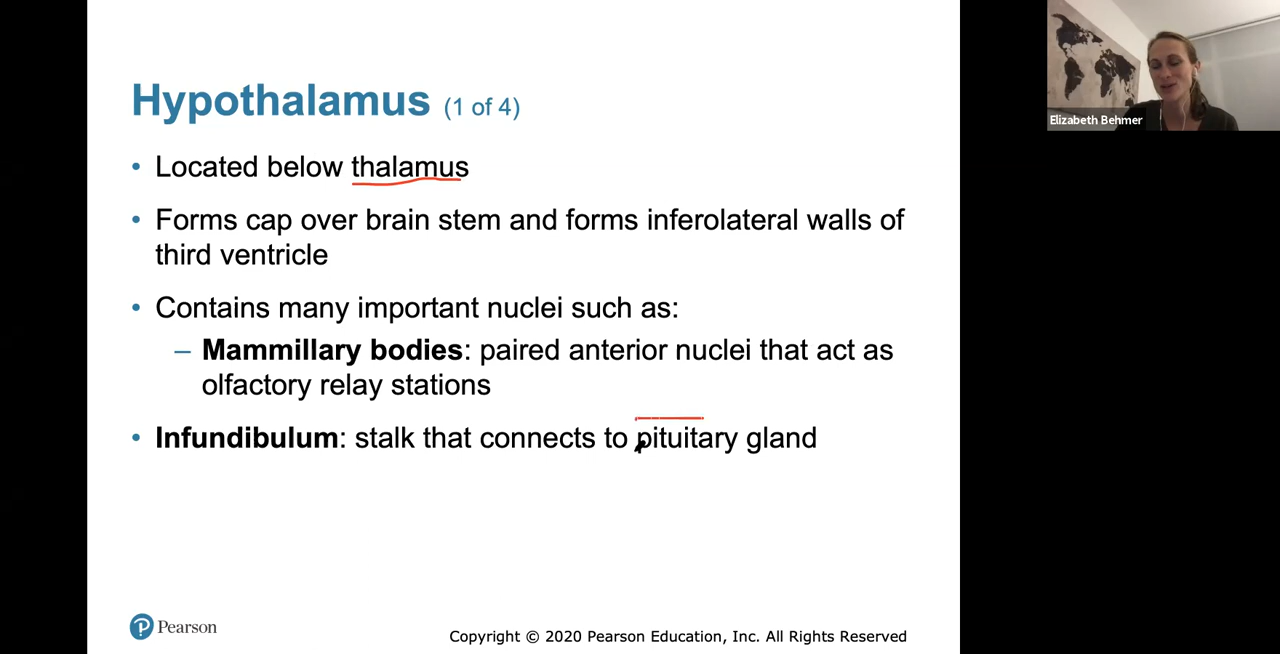 Hypothalamus (1 of 4)
• Located below thalamus
• Forms cap over brain stem and forms inferolateral walls of
third ventricle
• Contains many important nuclei such as:
– Mammillary bodies: paired anterior nuclei that act as
olfactory relay stations
• Infundibulum: stalk that connects to pituitary gland
P Pearson
Copyright © 2020 Pearson Education, Inc. All Rights Reserved
Elizabeth Behmer